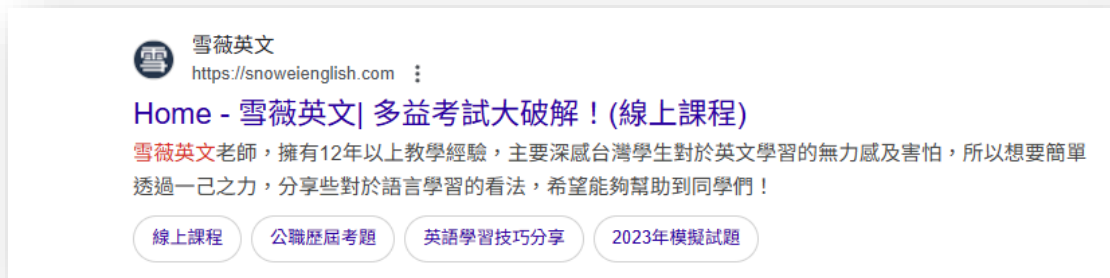 雪
雪薇英文
https://snoweienglish.com
Home - 雪薇英文| 多益考試大破解！(線上課程)
雪薇英文老師，擁有12年以上教學經驗，主要深感台灣學生對於英文學習的無力感及害怕，所以想要簡單
透過一己之力，分享些對於語言學習的看法，希望能夠幫助到同學們！
線上課程 公職歷屆考題 英語學習技巧分享 2023年模擬試題